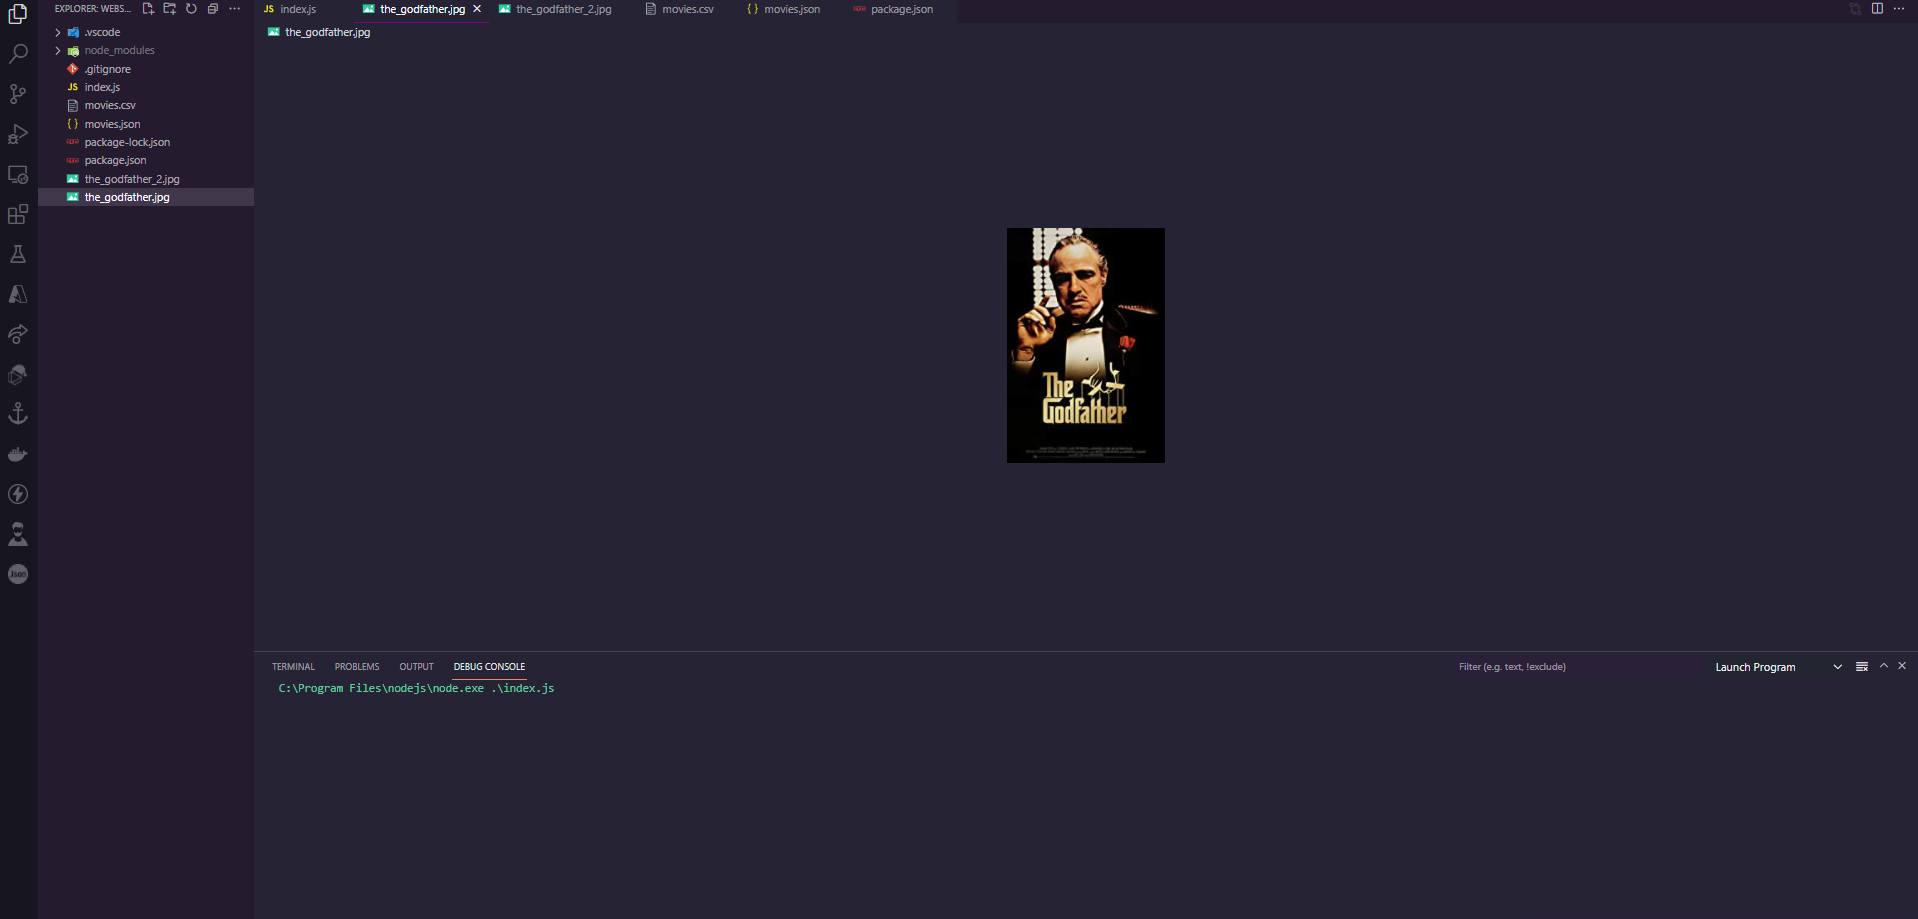 EXPLORER: WEBS...
.vscode
node_modules
.gitignore
JS index.js
movies.csv
{ } movies.json
package-lock.json
package.json
the_godfather_2.jpg
the_godfather.jpg
JS index.js
the_godfather.jpg
the_godfather_2.jpg
movies.csv
{ } movies.json
package.json
the_godfather.jpg
The
Godfather
TERMINAL PROBLEMS OUTPUT DEBUG CONSOLE
Filter (e.g. text, !exclude)
Launch Program
C:\Program Files\nodejs\node.exe .\index.js
json